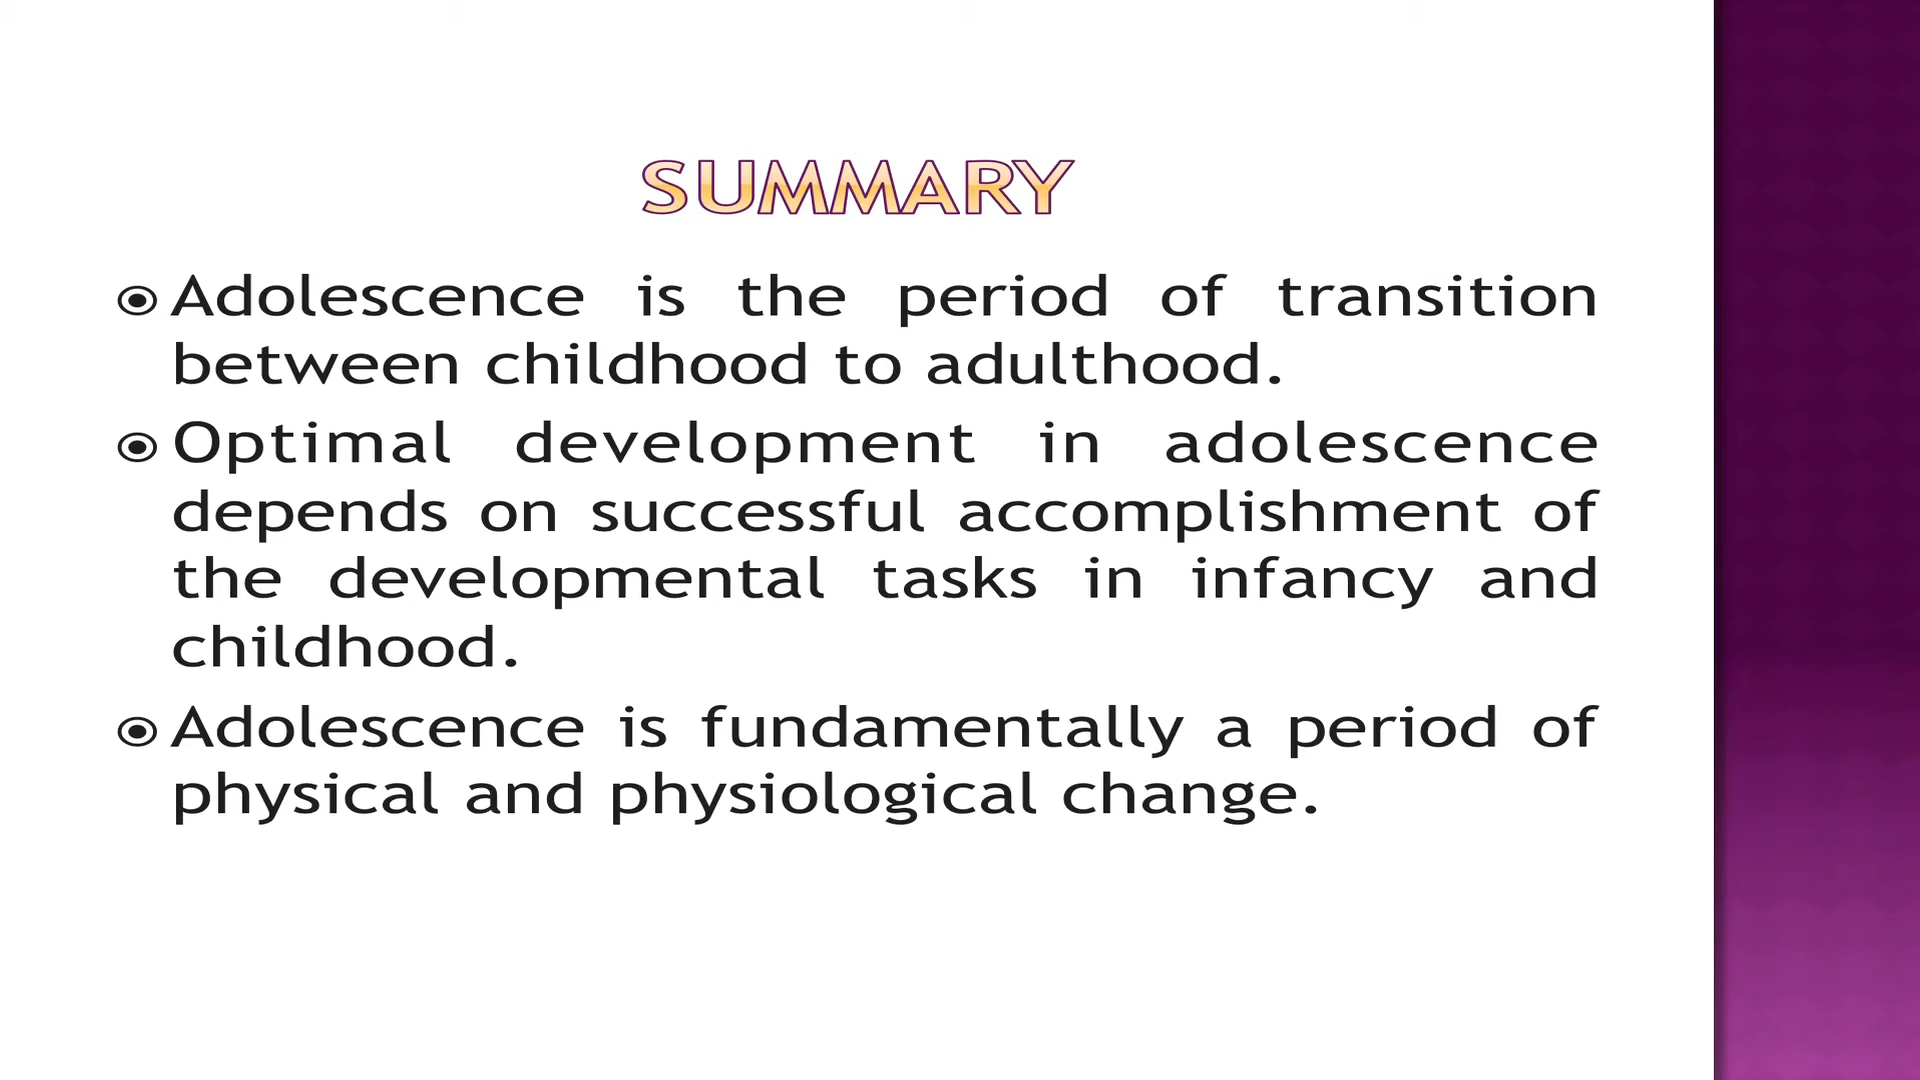 SUMMARY
Adolescence is the period of transition
between childhood to adulthood.
Optimal development in adolescence
depends on successful accomplishment of
the developmental tasks in infancy and
childhood.
Adolescence is fundamentally a period of
physical and physiological change.